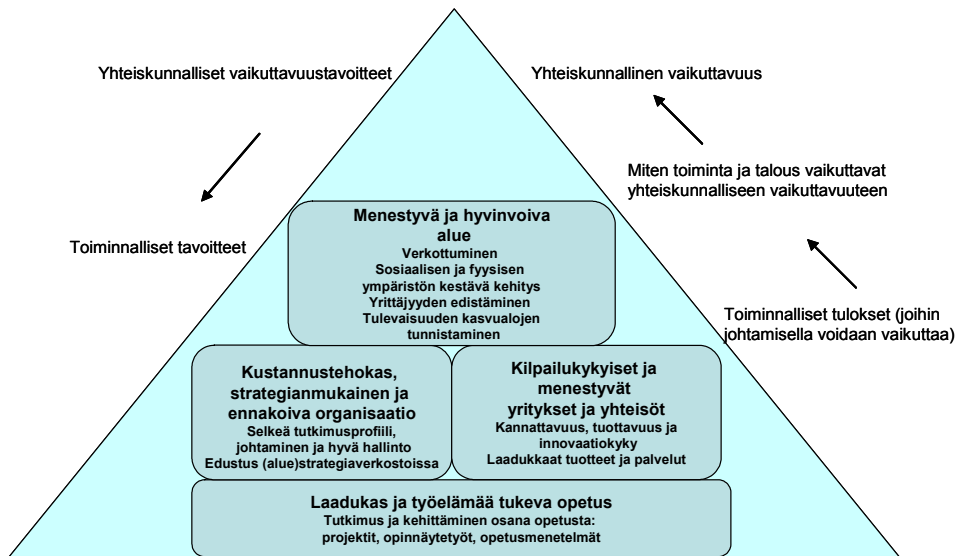 Yhteiskunnalliset vaikuttavuustavoitteet
Toiminnalliset tavoitteet
Yhteiskunnallinen vaikuttavuus
Miten toiminta ja talous vaikuttavat
yhteiskunnalliseen vaikuttavuuteen
Toiminnalliset tulokset (joihin
johtamisella voidaan vaikuttaa)
Menestyvä ja hyvinvoiva
alue
Verkottuminen
Sosiaalisen ja fyysisen
ympäristön kestävä kehitys
Yrittäjyyden edistäminen
Tulevaisuuden kasvualojen
tunnistaminen
Kustannustehokas,
strategianmukainen ja
ennakoiva organisaatio
Selkeä tutkimusprofiili,
johtaminen ja hyvä hallinto
Edustus (alue)strategiaverkostoissa
Kilpailukykyiset ja
menestyvät
yritykset ja yhteisöt
Kannattavuus, tuottavuus ja
innovaatiokyky
Laadukkaat tuotteet ja palvelut
Laadukas ja työelämää tukeva opetus
Tutkimus ja kehittäminen osana opetusta:
projektit, opinnäytetyöt, opetusmenetelmät